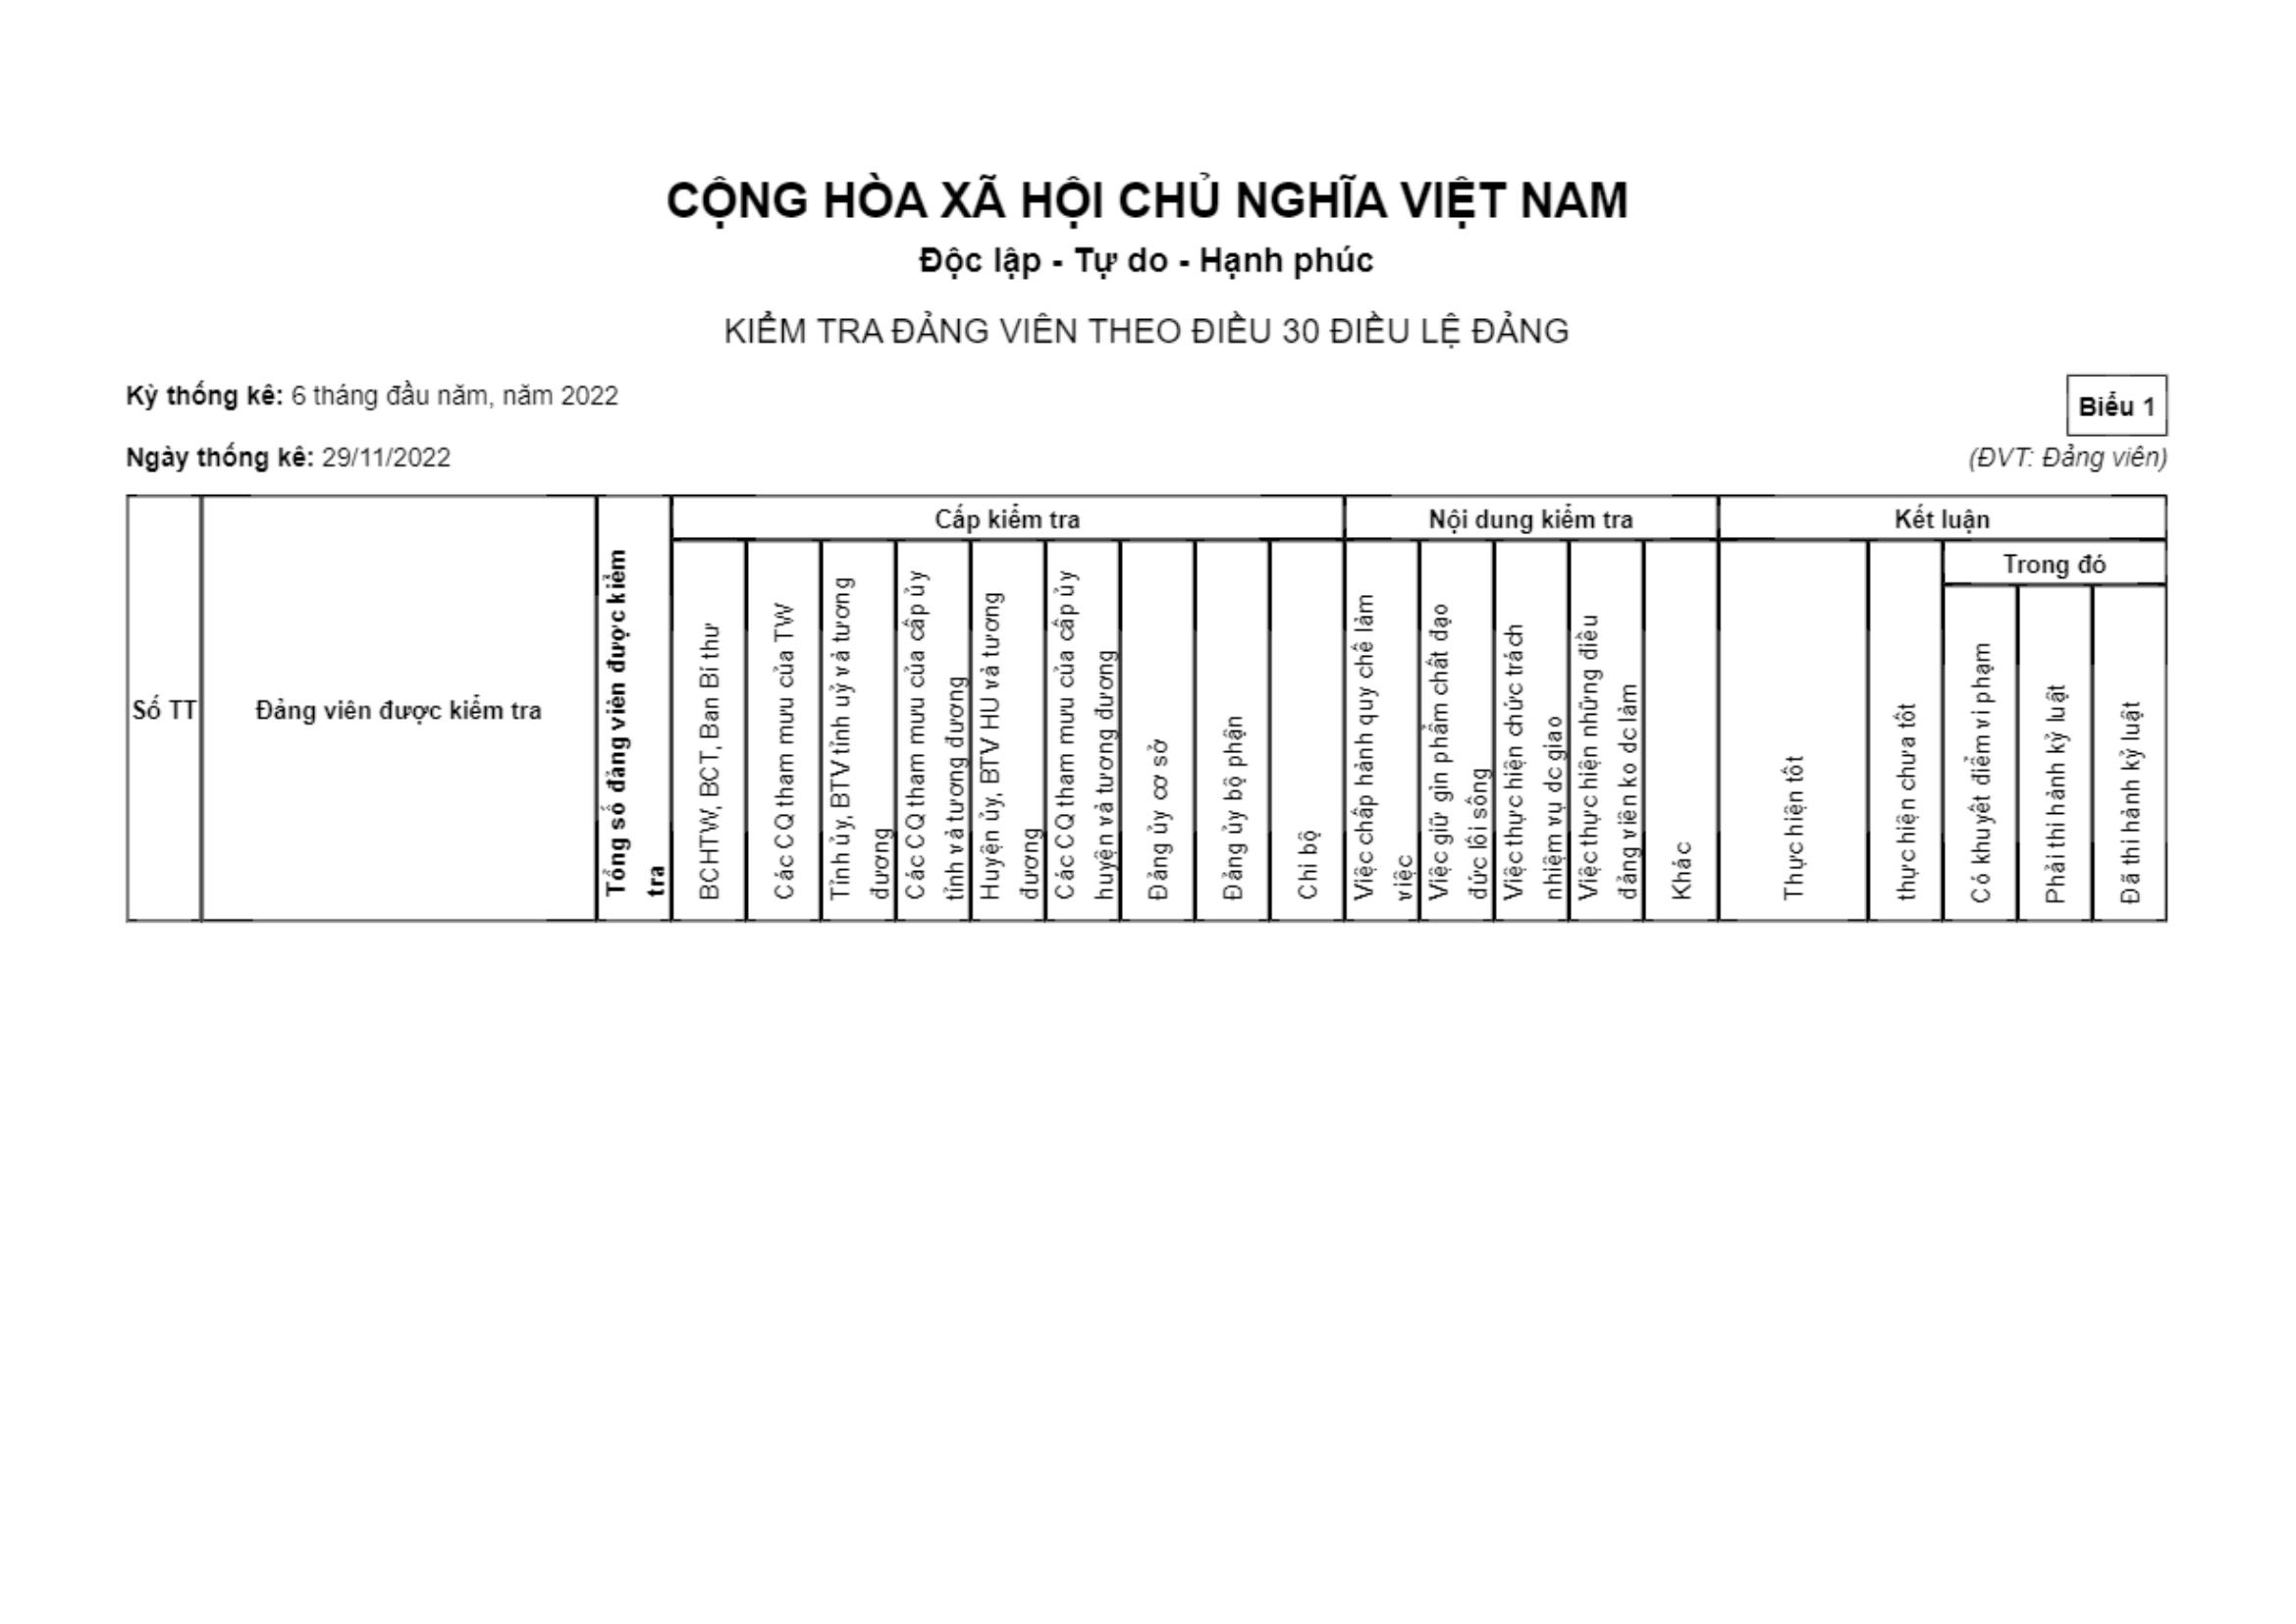 CỘNG HÒA XÃ HỘI CHỦ NGHĨA VIỆT NAM
Độc lập - Tự do - Hạnh phúc
KIỂM TRA ĐẢNG VIÊN THEO ĐIỀU 30 ĐIỀU LỆ ĐẢNG
Kỳ thống kê: 6 tháng đầu năm, năm 2022
Biểu 1
Ngày thống kê: 29/11/2022
(ĐVT: Đảng viên)
Số TT
Đảng viên được kiểm tra
Tổng số đảng viên được kiểm
tra
Cấp kiểm tra
BCHTW, BCT, Ban Bí thư
Các CQ tham mưu của TW
Tỉnh ủy, BTV tỉnh uỷ và tương
đương
Các CQ tham mưu của cấp ủy
tỉnh và tương đương
Huyện ủy, BTV HU và tương
đương
Các CQ tham mưu của cấp ủy
huyện và tương đương
Đảng ủy cơ sở
Đảng ủy bộ phận
Chi bộ
Nội dung kiểm tra
Việc chấp hành quy chế làm
việc
Việc giữ gìn phẩm chất đạo
đức lối sống
Việc thực hiện chức trách
nhiệm vụ dc giao
Việc thực hiện những điều
đảng viên ko dc làm
Khác
Kết luận
Thực hiện tốt
thực hiện chưa tốt
Trong đó
Có khuyết điểm vi phạm
Phải thi hành kỷ luật
Đã thi hành kỷ luật